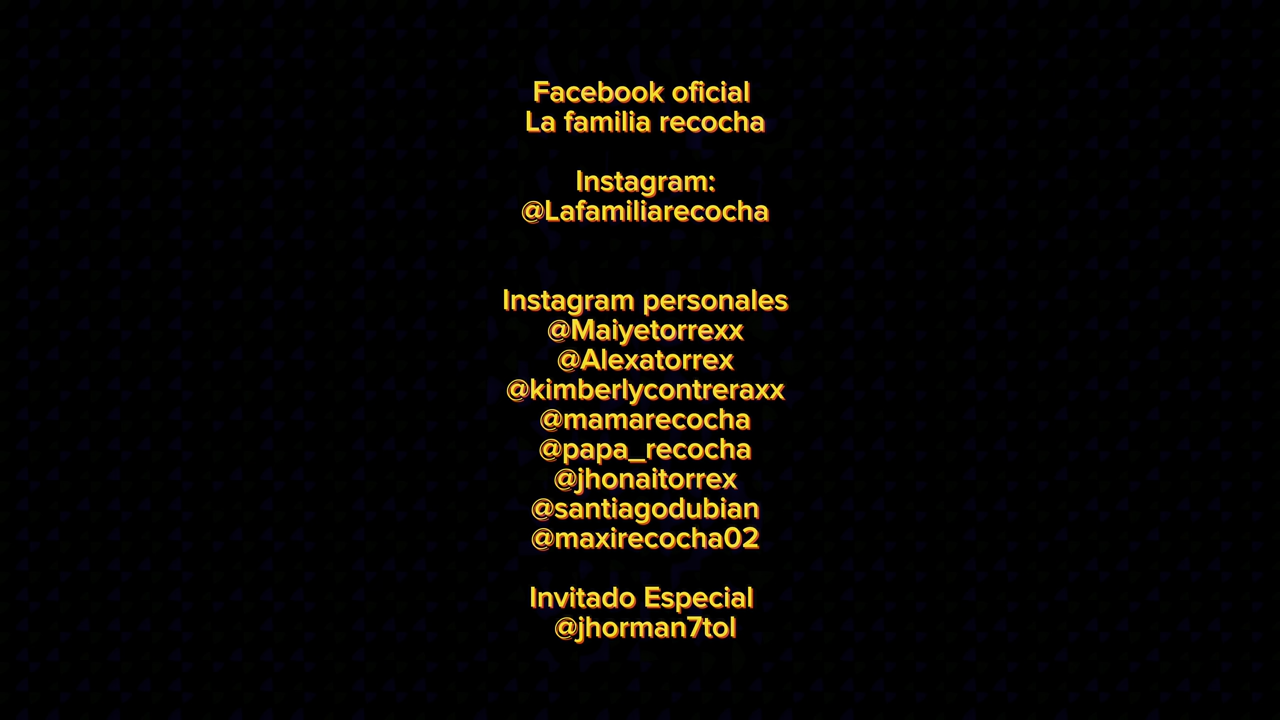 Facebook oficial
La familia recocha
Instagram:
@Lafamiliarecocha
Instagram personales
@Maiyetorrexx
@Alexatorrex
@kimberlycontreraxx
@mamarecocha
@papa_recocha
@jhonaitorrex
@santiagodubian
@maxirecocha02
Invitado Especial
@jhorman7tol